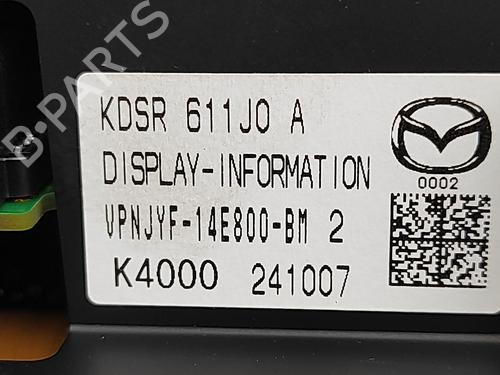 B-PARTS
KDSR 611J0 A
0002
DISPLAY-INFORMATION
VPNJYF-14E800-BM 2
K4000 241007